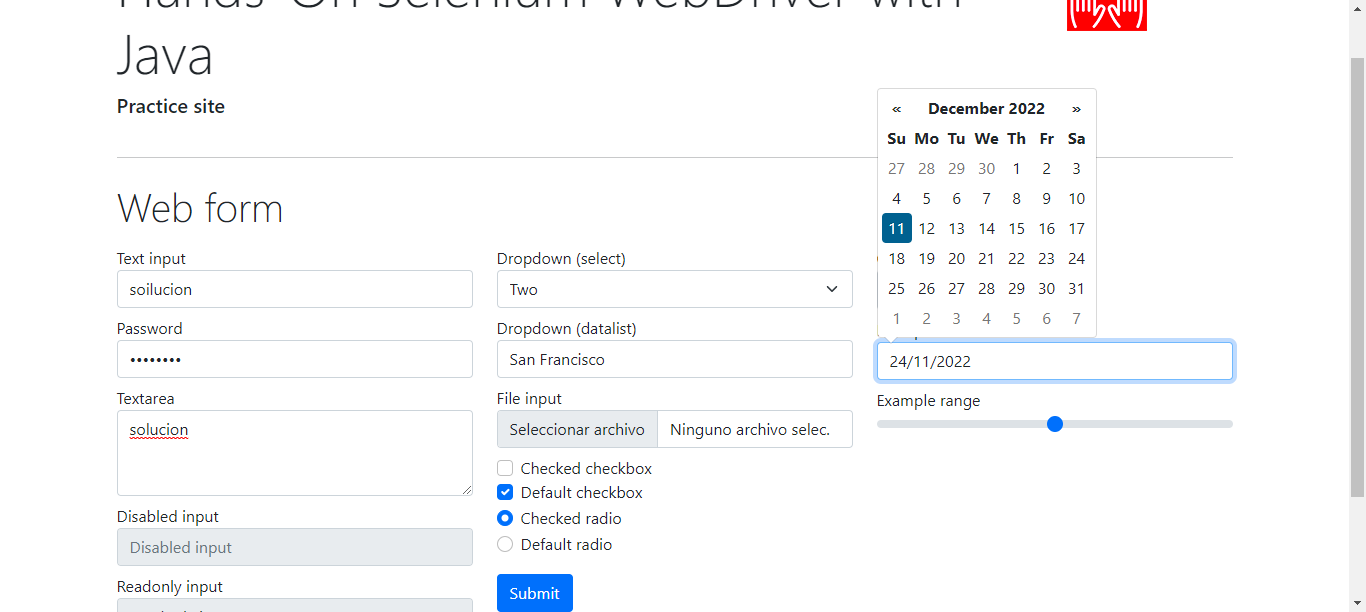 Hands-On Selenium WebDriver with
Java
Practice site
Web form
Text input
soilucion
Password
••••••••
Textarea
solucion
Disabled input
Disabled input
Readonly input
Dropdown (select)
Two
Dropdown (datalist)
San Francisco
File input
Seleccionar archivo Ninguno archivo selec.
Checked checkbox
Default checkbox
Checked radio
Default radio
Submit
« December 2022 »
Su Mo Tu We Th Fr Sa
27 28 29 30 1 2 3
4 5 6 7 8 9 10
11 12 13 14 15 16 17
18 19 20 21 22 23 24
25 26 27 28 29 30 31
1 2 3 4 5 6 7
24/11/2022
Example range